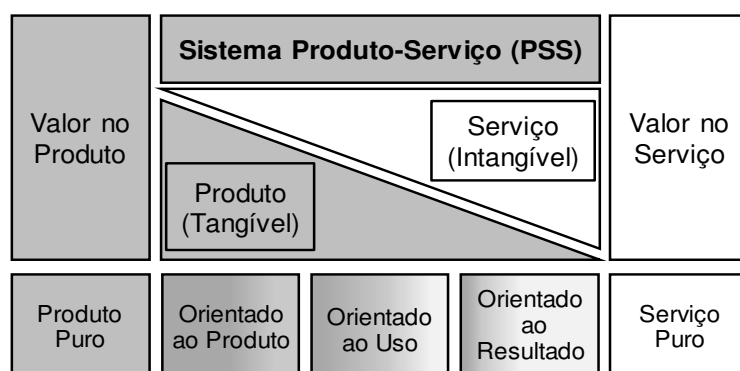 Sistema Produto-Serviço (PSS)
Valor no
Produto
Serviço
(Intangível)
Produto
(Tangível)
Valor no
Serviço
Produto
Puro
Orientado
ao Produto
Orientado
ao Uso
Orientado
ao
Resultado
Serviço
Puro